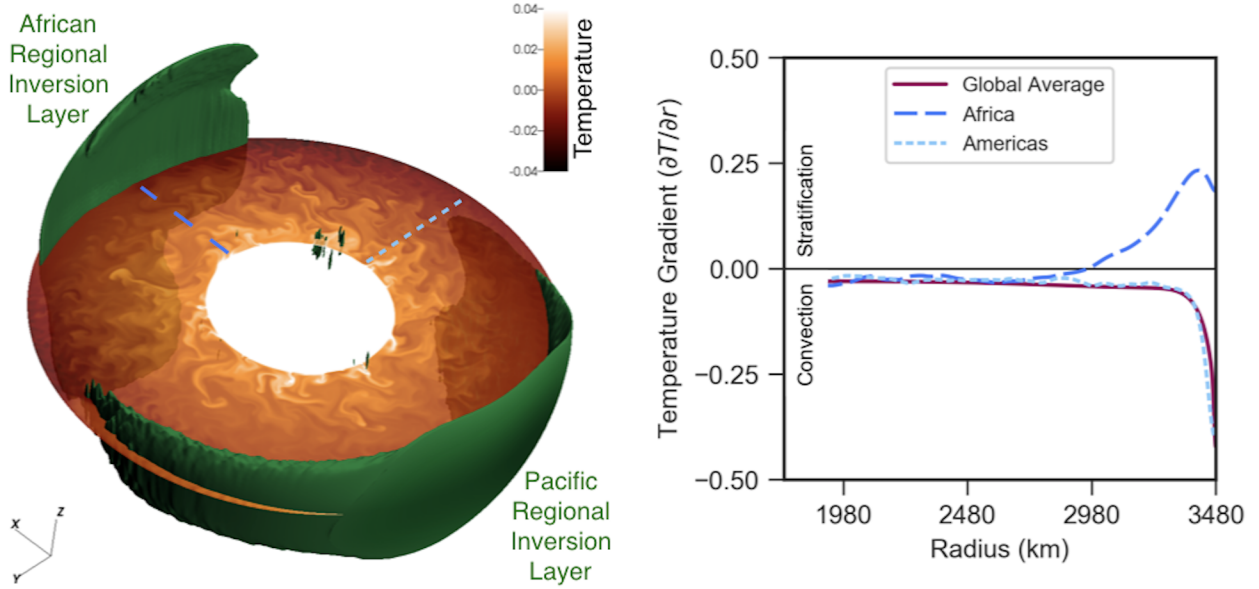 African
Regional
Inversion
Layer
0.04
0.02
0.00
-0.02
-0.04
Temperature
Pacific
Regional
Inversion
Layer
X
Z
Y
Temperature Gradient (∂T/∂r)
0.50
0.25
0.00
−0.25
−0.50
Stratification
Convection
Global Average
Africa
Americas
1980 2480 2980 3480
Radius (km)